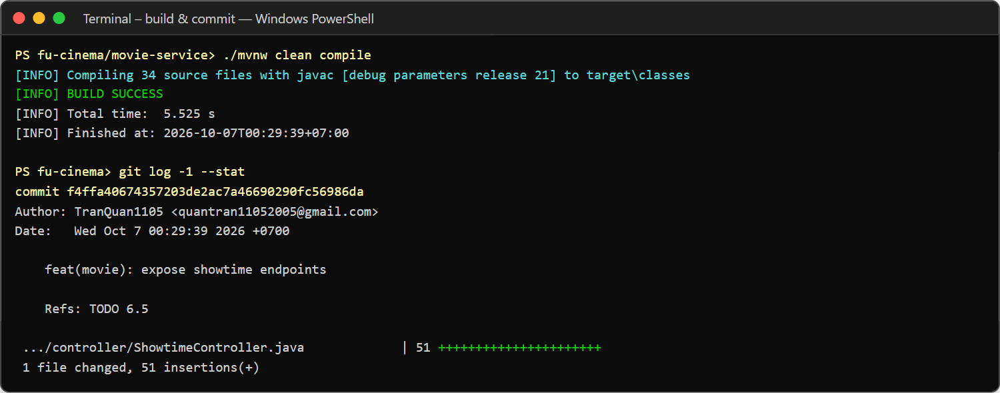 Terminal – build & commit — Windows PowerShell
PS fu-cinema/movie-service> ./mvnw clean compile
[INFO] Compiling 34 source files with javac [debug parameters release 21] to target\classes
[INFO] BUILD SUCCESS
[INFO] Total time:  5.525 s
[INFO] Finished at: 2026-10-07T00:29:39+07:00
PS fu-cinema> git log -1 --stat
commit f4ffa40674357203de2ac7a46690290fc56986da
Author: TranQuan1105 <quantran11052005@gmail.com>
Date:   Wed Oct 7 00:29:39 2026 +0700
feat(movie): expose showtime endpoints
Refs: TODO 6.5
.../controller/ShowtimeController.java | 51 ++++++++++++++++++++++
1 file changed, 51 insertions(+)